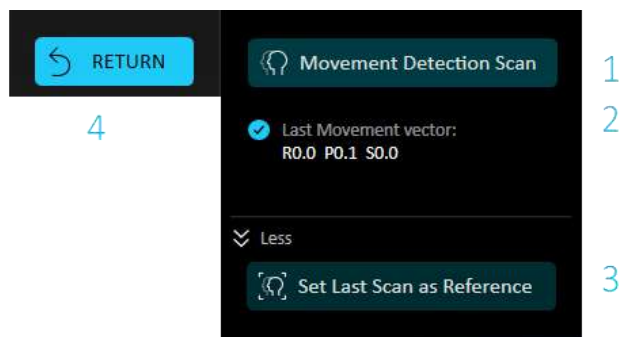 RETURN
Movement Detection Scan
1
4
Last Movement vector:
2
R0.0 P0.1 S0.0
Less
Set Last Scan as Reference
3